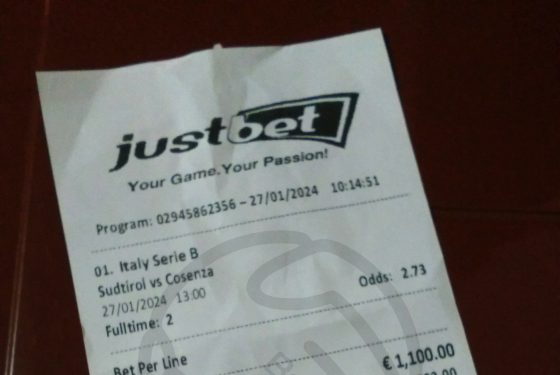 justbet
Your Game.Your Passion!
Program: 02945862356 – 27/01/2024 10:14:51
01. Italy Serie B
Sudtirol vs Cosenza
27/01/2024 13:00
Fulltime: 2 Odds: 2.73
Bet Per Line €1,100.00